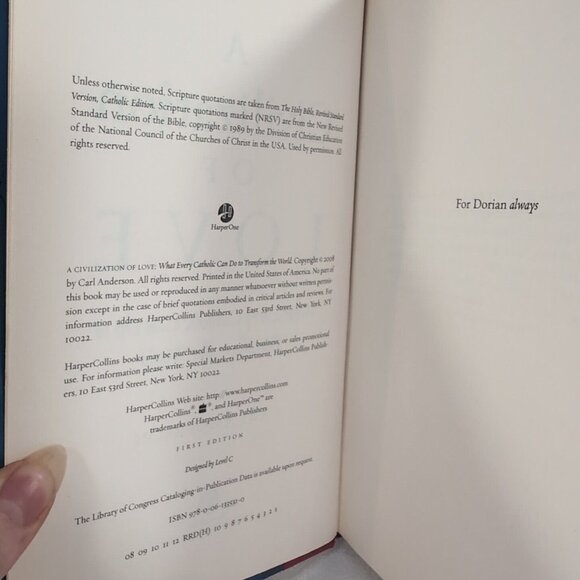 Unless otherwise noted, Scripture quotations are taken from The Holy Bible, Revised Standard
Version, Catholic Edition. Scripture quotations marked (NRSV) are from the New Revised
Standard Version of the Bible, copyright © 1989 by the Division of Christian Education
of the National Council of the Churches of Christ in the USA. Used by permission. All
rights reserved.
HarperOne
A CIVILIZATION OF LOVE: What Every Catholic Can Do to Transform the World. Copyright © 2008
by Carl Anderson. All rights reserved. Printed in the United States of America. No part of
this book may be used or reproduced in any manner whatsoever without written permis-
sion except in the case of brief quotations embodied in critical articles and reviews. For
information address HarperCollins Publishers, 10 East 53rd Street, New York, NY
10022.
HarperCollins books may be purchased for educational, business, or sales promotional
use. For information please write: Special Markets Department, HarperCollins Publish-
ers, 10 East 53rd Street, New York, NY 10022.
HarperCollins Web site: http://www.harpercollins.com
HarperCollins®, ®, and HarperOne™ are
trademarks of HarperCollins Publishers
FIRST EDITION
Designed by Level C
The Library of Congress Cataloging-in-Publication Data is available upon request.
ISBN 978-0-06-133531-0
08 09 10 11 12 RRD(H) 10 9 8 7 6 5 4 3 2 1
For Dorian always